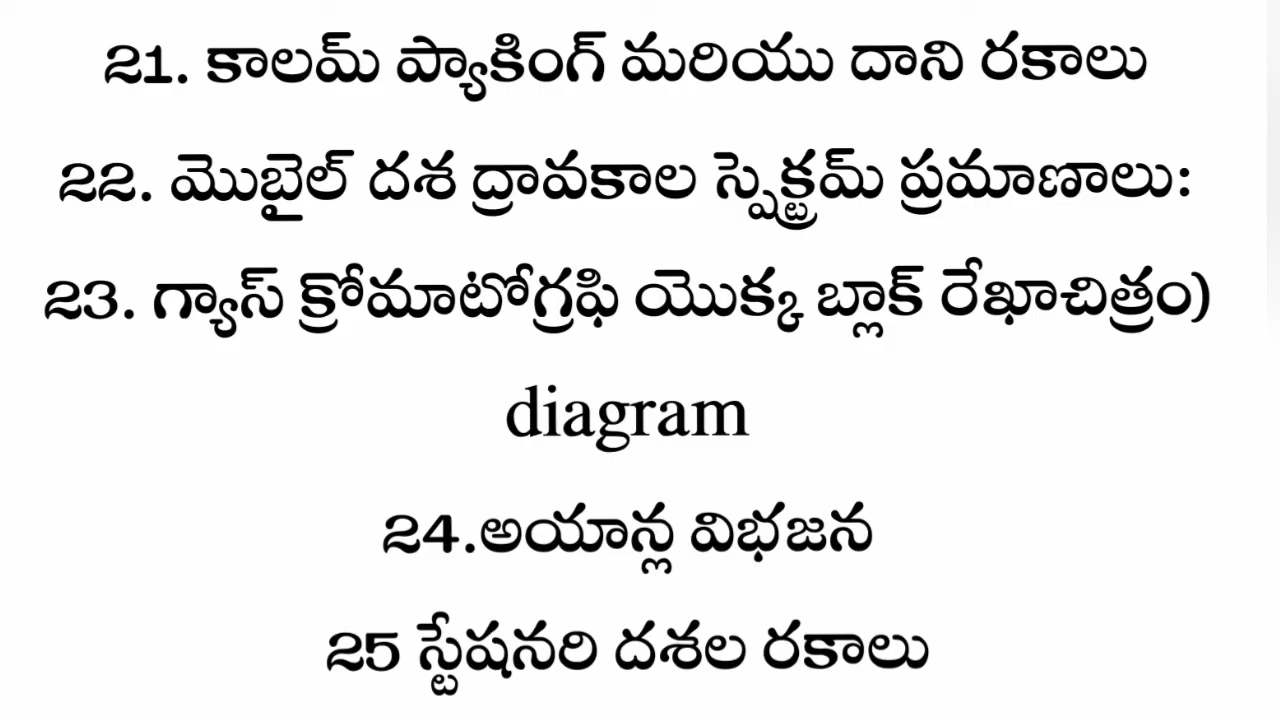 21. కాలమ్ ప్యాకింగ్ మరియు దాని రకాలు
22. మొబైల్ దశ ద్రావకాల స్పెక్ట్రమ్ ప్రమాణాలు:
23. గ్యాస్ క్రోమాటోగ్రఫి యొక్క బ్లాక్ రేఖాచిత్రం)
diagram
24.అయాన్ల విభజన
25 స్టేషనరి దశల రకాలు